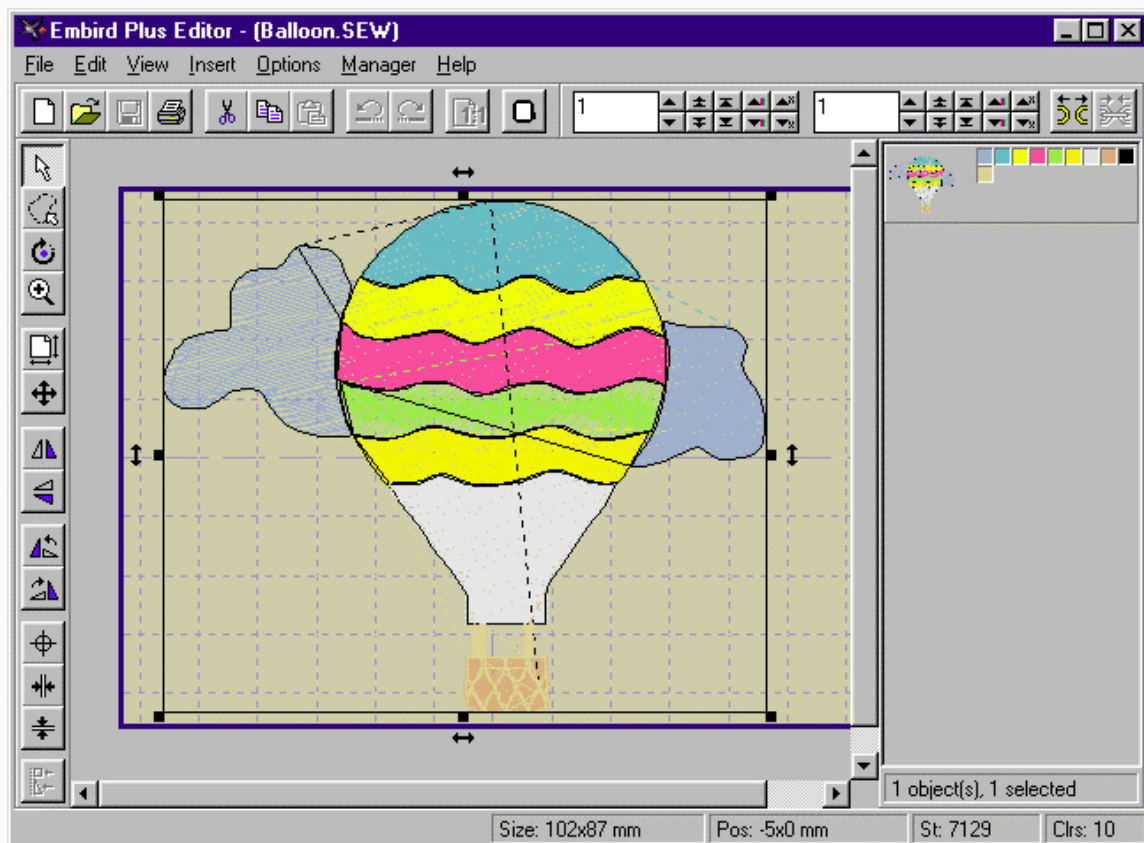 Embird Plus Editor - (Balloon.SEW)
File Edit View Insert Options Manager Help
1 1
1 object(s), 1 selected
Size: 102x87 mm Pos: -5x0 mm St: 7129 Clrs: 10